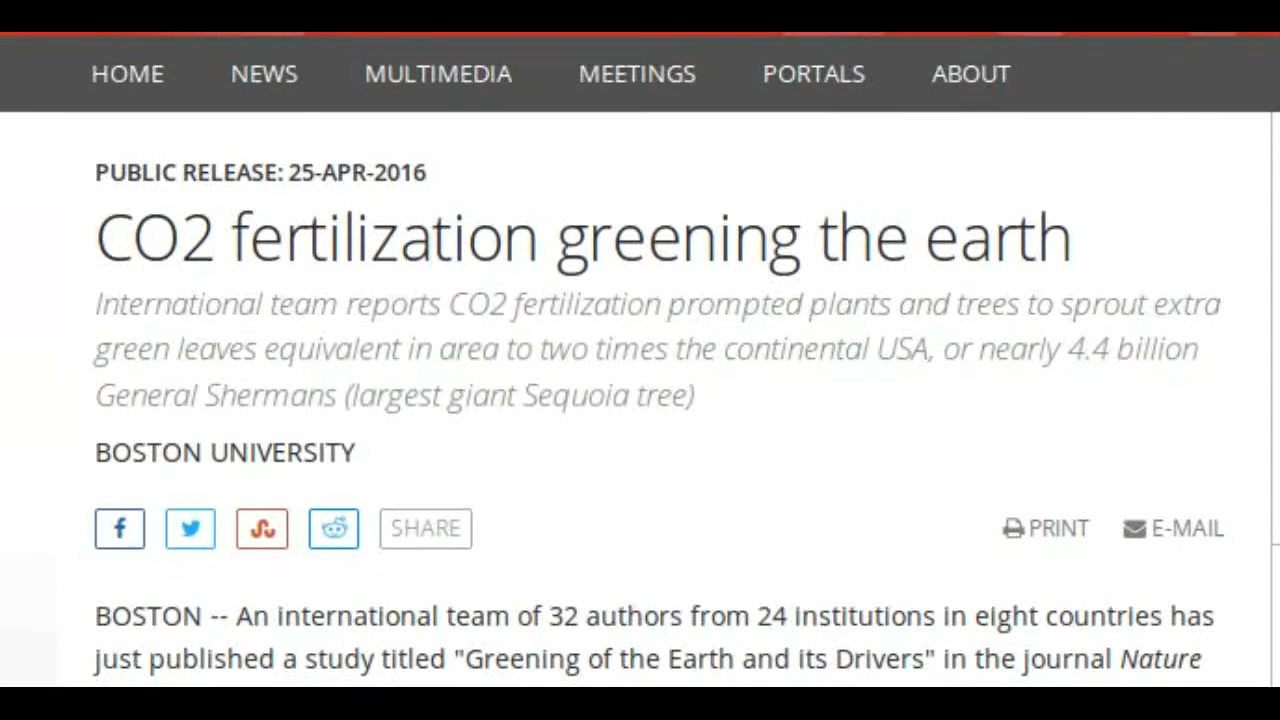 HOME NEWS MULTIMEDIA MEETINGS PORTALS ABOUT
PUBLIC RELEASE: 25-APR-2016
CO2 fertilization greening the earth
International team reports CO2 fertilization prompted plants and trees to sprout extra
green leaves equivalent in area to two times the continental USA, or nearly 4.4 billion
General Shermans (largest giant Sequoia tree)
BOSTON UNIVERSITY
SHARE PRINT E-MAIL
BOSTON -- An international team of 32 authors from 24 institutions in eight countries has
just published a study titled "Greening of the Earth and its Drivers" in the journal Nature